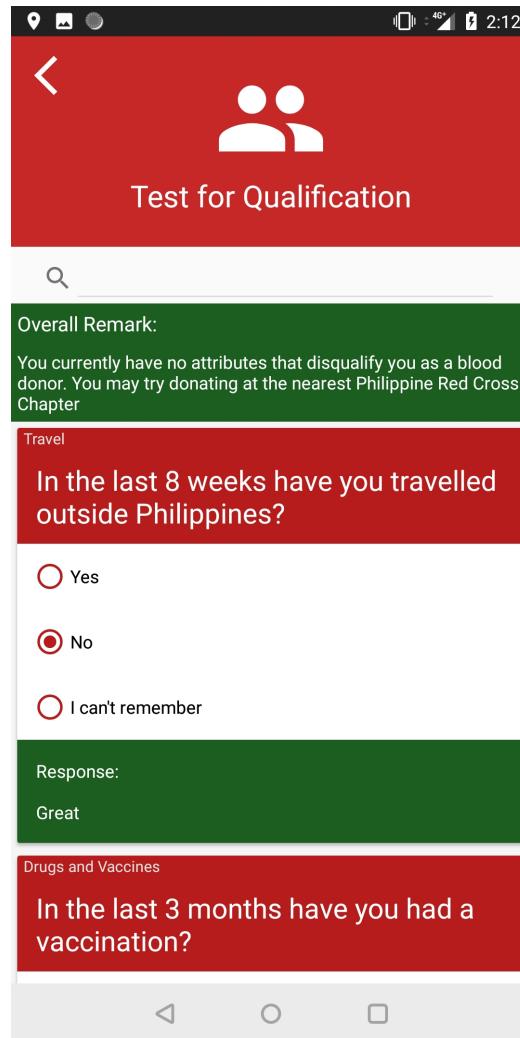 4G+ 2:12
Test for Qualification
Overall Remark:
You currently have no attributes that disqualify you as a blood
donor. You may try donating at the nearest Philippine Red Cross
Chapter
Travel
In the last 8 weeks have you travelled
outside Philippines?
Yes
No
I can't remember
Response:
Great
Drugs and Vaccines
In the last 3 months have you had a
vaccination?